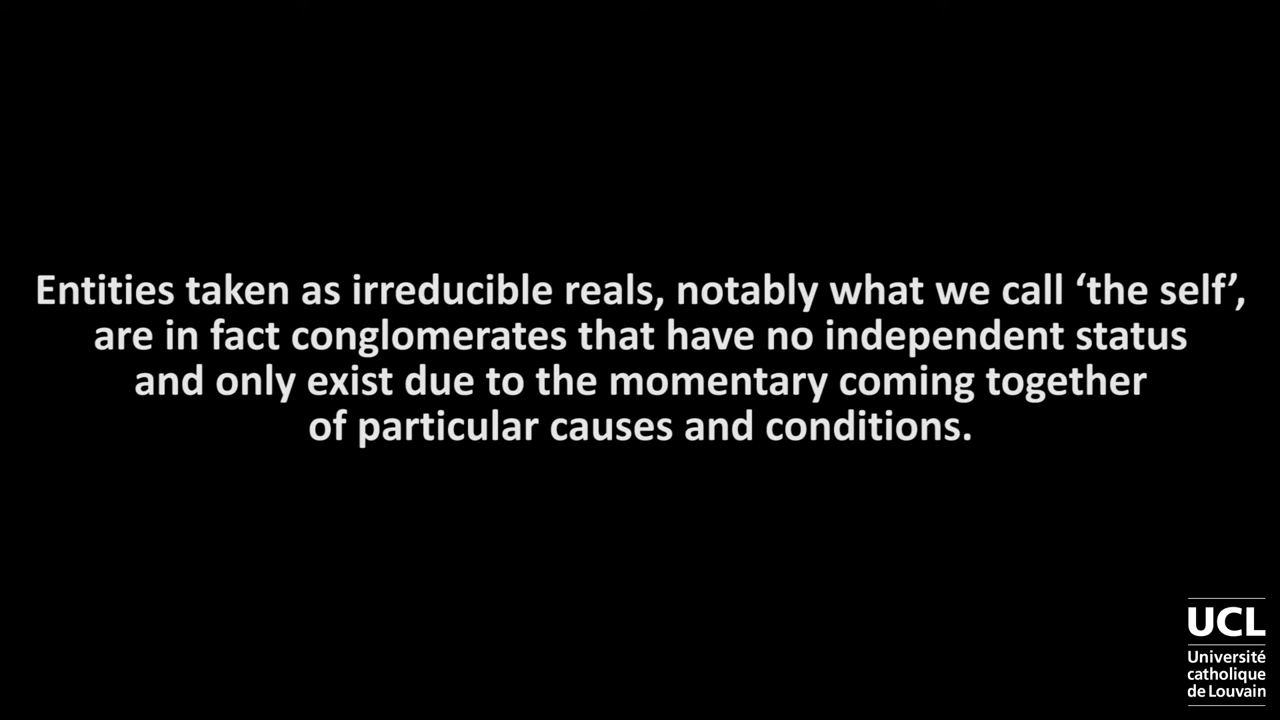 Entities taken as irreducible reals, notably what we call ‘the self’,
are in fact conglomerates that have no independent status
and only exist due to the momentary coming together
of particular causes and conditions.
UCL
Université
catholique
de Louvain